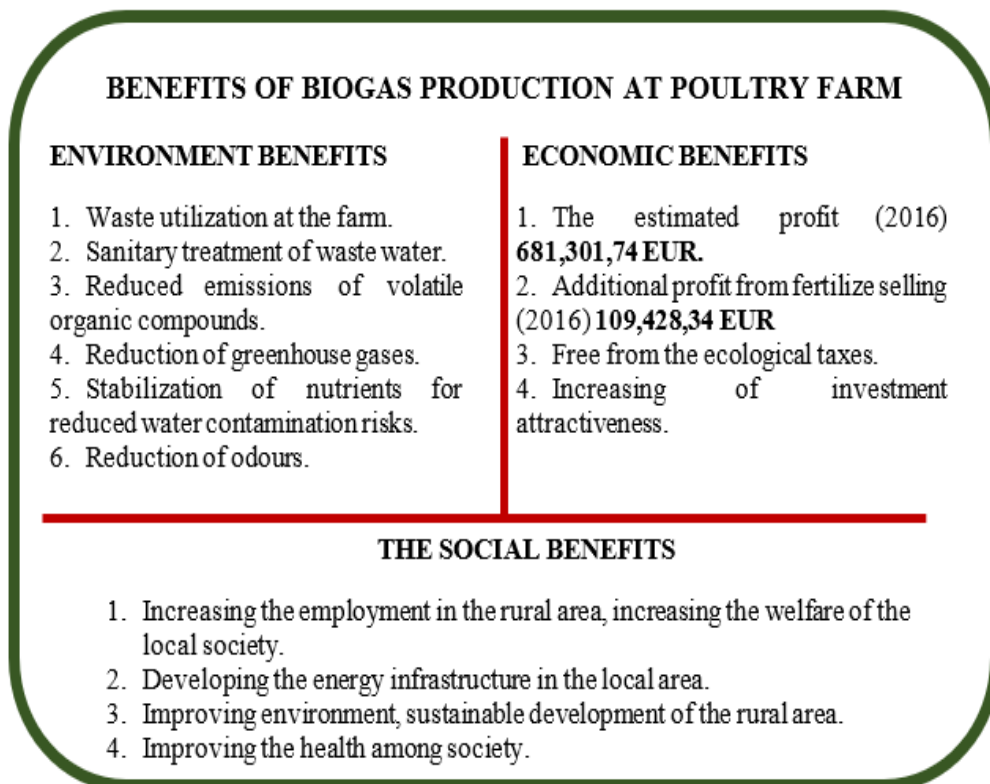 BENEFITS OF BIOGAS PRODUCTION AT POULTRY FARM
ENVIRONMENT BENEFITS
1. Waste utilization at the farm.
2. Sanitary treatment of waste water.
3. Reduced emissions of volatile
organic compounds.
4. Reduction of greenhouse gases.
5. Stabilization of nutrients for
reduced water contamination risks.
6. Reduction of odours.
ECONOMIC BENEFITS
1. The estimated profit (2016)
681,301,74 EUR.
2. Additional profit from fertilize selling
(2016) 109,428,34 EUR
3. Free from the ecological taxes.
4. Increasing of investment
attractiveness.
THE SOCIAL BENEFITS
1. Increasing the employment in the rural area, increasing the welfare of the
local society.
2. Developing the energy infrastructure in the local area.
3. Improving environment, sustainable development of the rural area.
4. Improving the health among society.